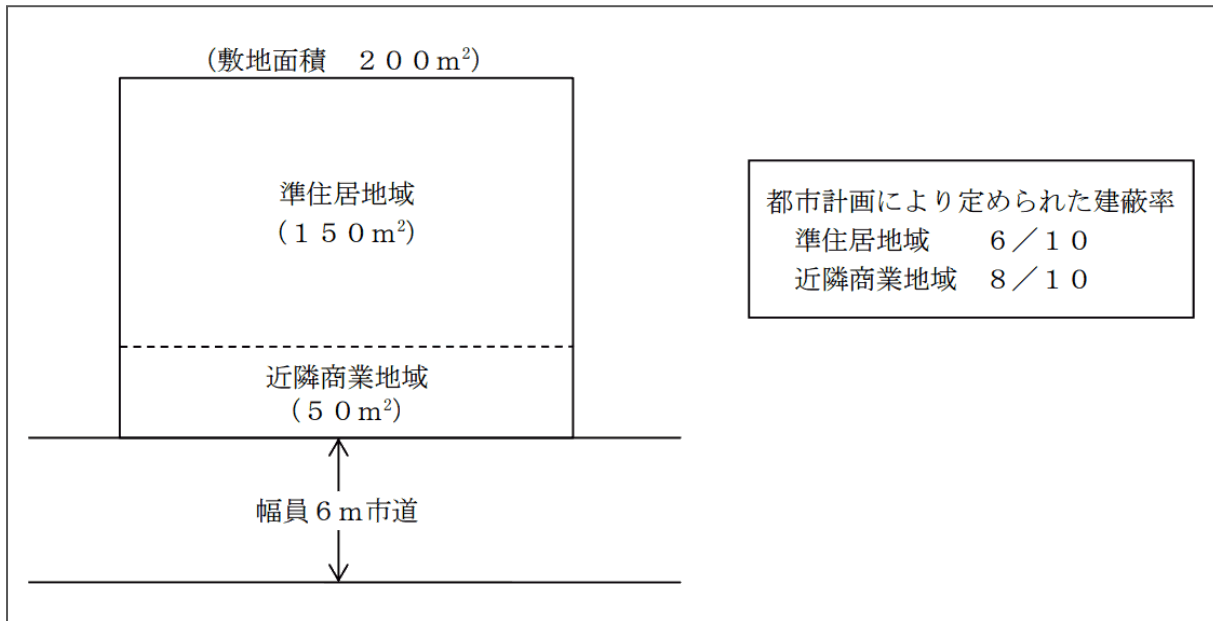 （敷地面積　２００m²）
準住居地域
（１５０m²）
近隣商業地域
（５０m²）
幅員６ｍ市道
都市計画により定められた建蔽率
準住居地域　　６／１０
近隣商業地域　８／１０